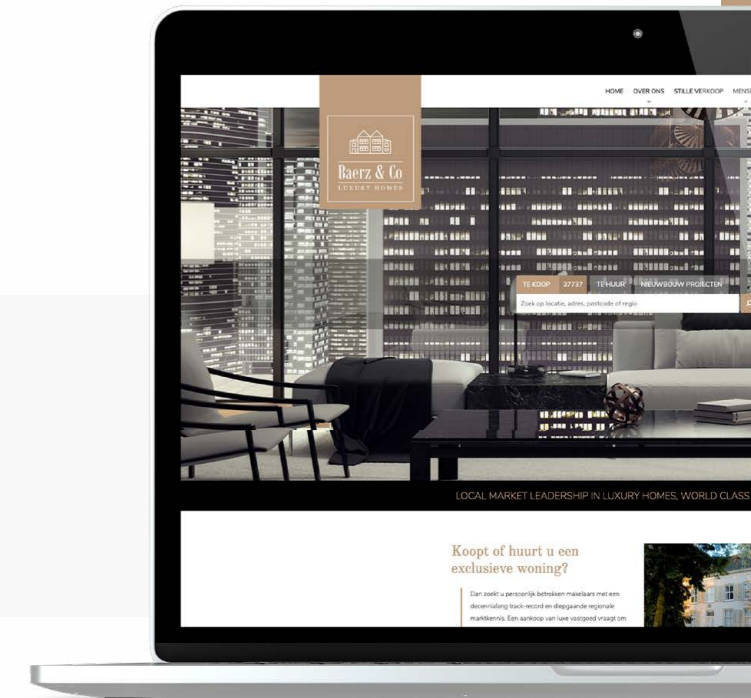 HOME OVER ONS STILLE VERKOOP
Baerz & Co
LUXURY HOMES
TE KOOP 37737 TE HUUR NIEUWBOUW PROJECTEN
Zoek op locatie, adres, postcode of regio
LOCAL MARKET LEADERSHIP IN LUXURY HOMES, WORLD CLASS
Koopt of huurt u een
exclusieve woning?
Dan zoekt u persoonlijk betrokken makelaars met een
decennialang track-record en diepgaande regionale
marktkennis. Een aankoop van luxe vastgoed vraagt om